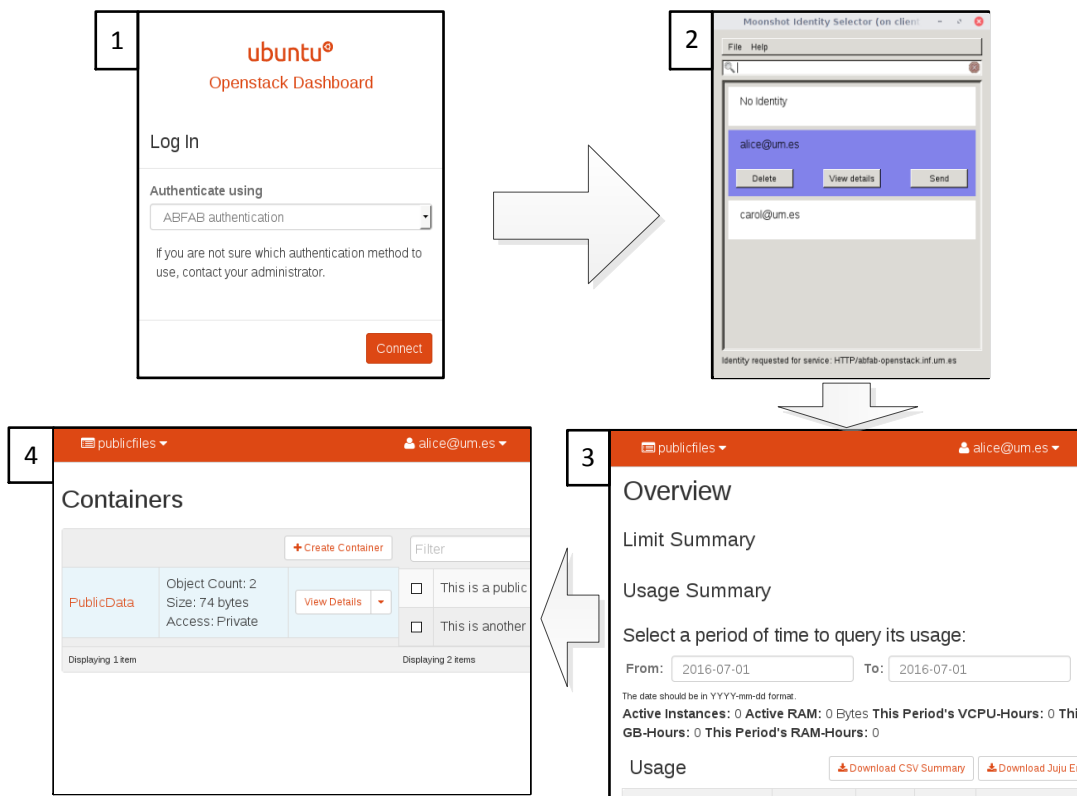 1
ubuntu
Openstack Dashboard
Log In
Authenticate using
ABFAB authentication
If you are not sure which authentication method to
use, contact your administrator.
Connect
2
Moonshot Identity Selector (on client
File Help
No Identity
alice@um.es
Delete View details Send
carol@um.es
Identity requested for service: HTTP/abfab-openstack.inf.um.es
3
publicfiles alice@um.es
Overview
Limit Summary
Usage Summary
Select a period of time to query its usage:
From: 2016-07-01 To: 2016-07-01
The date should be in YYYY-mm-dd format.
Active Instances: 0 Active RAM: 0 Bytes This Period's VCPU-Hours: 0 Thi
GB-Hours: 0 This Period's RAM-Hours: 0
Usage
Download CSV Summary Download Juju E
4
publicfiles alice@um.es
Containers
+ Create Container Filter
PublicData
Object Count: 2
Size: 74 bytes
Access: Private
View Details
This is a public
This is another
Displaying 1 item Displaying 2 items